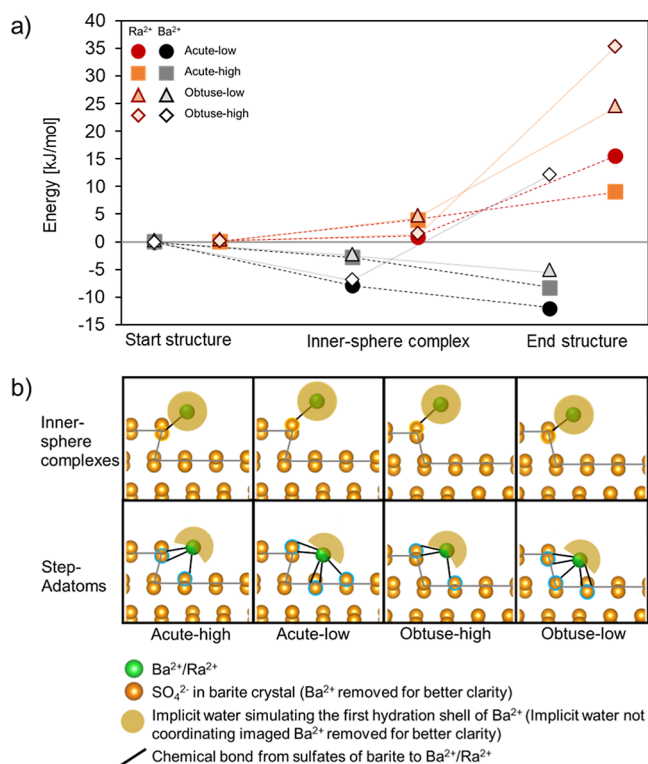 a)
Energy [kJ/mol]
40
35
30
25
20
15
10
5
0
-5
-10
-15
Ra²⁺ Ba²⁺
Acute-low
Acute-high
Obtuse-low
Obtuse-high
Start structure Inner-sphere complex End structure
b)
Inner-
sphere
complexes
Step-
Adatoms
Acute-high Acute-low Obtuse-high Obtuse-low
Ba²⁺/Ra²⁺
SO₄²⁻ in barite crystal (Ba²⁺ removed for better clarity)
Implicit water simulating the first hydration shell of Ba²⁺ (Implicit water not
coordinating imaged Ba²⁺ removed for better clarity)
Chemical bond from sulfates of barite to Ba²⁺/Ra²⁺